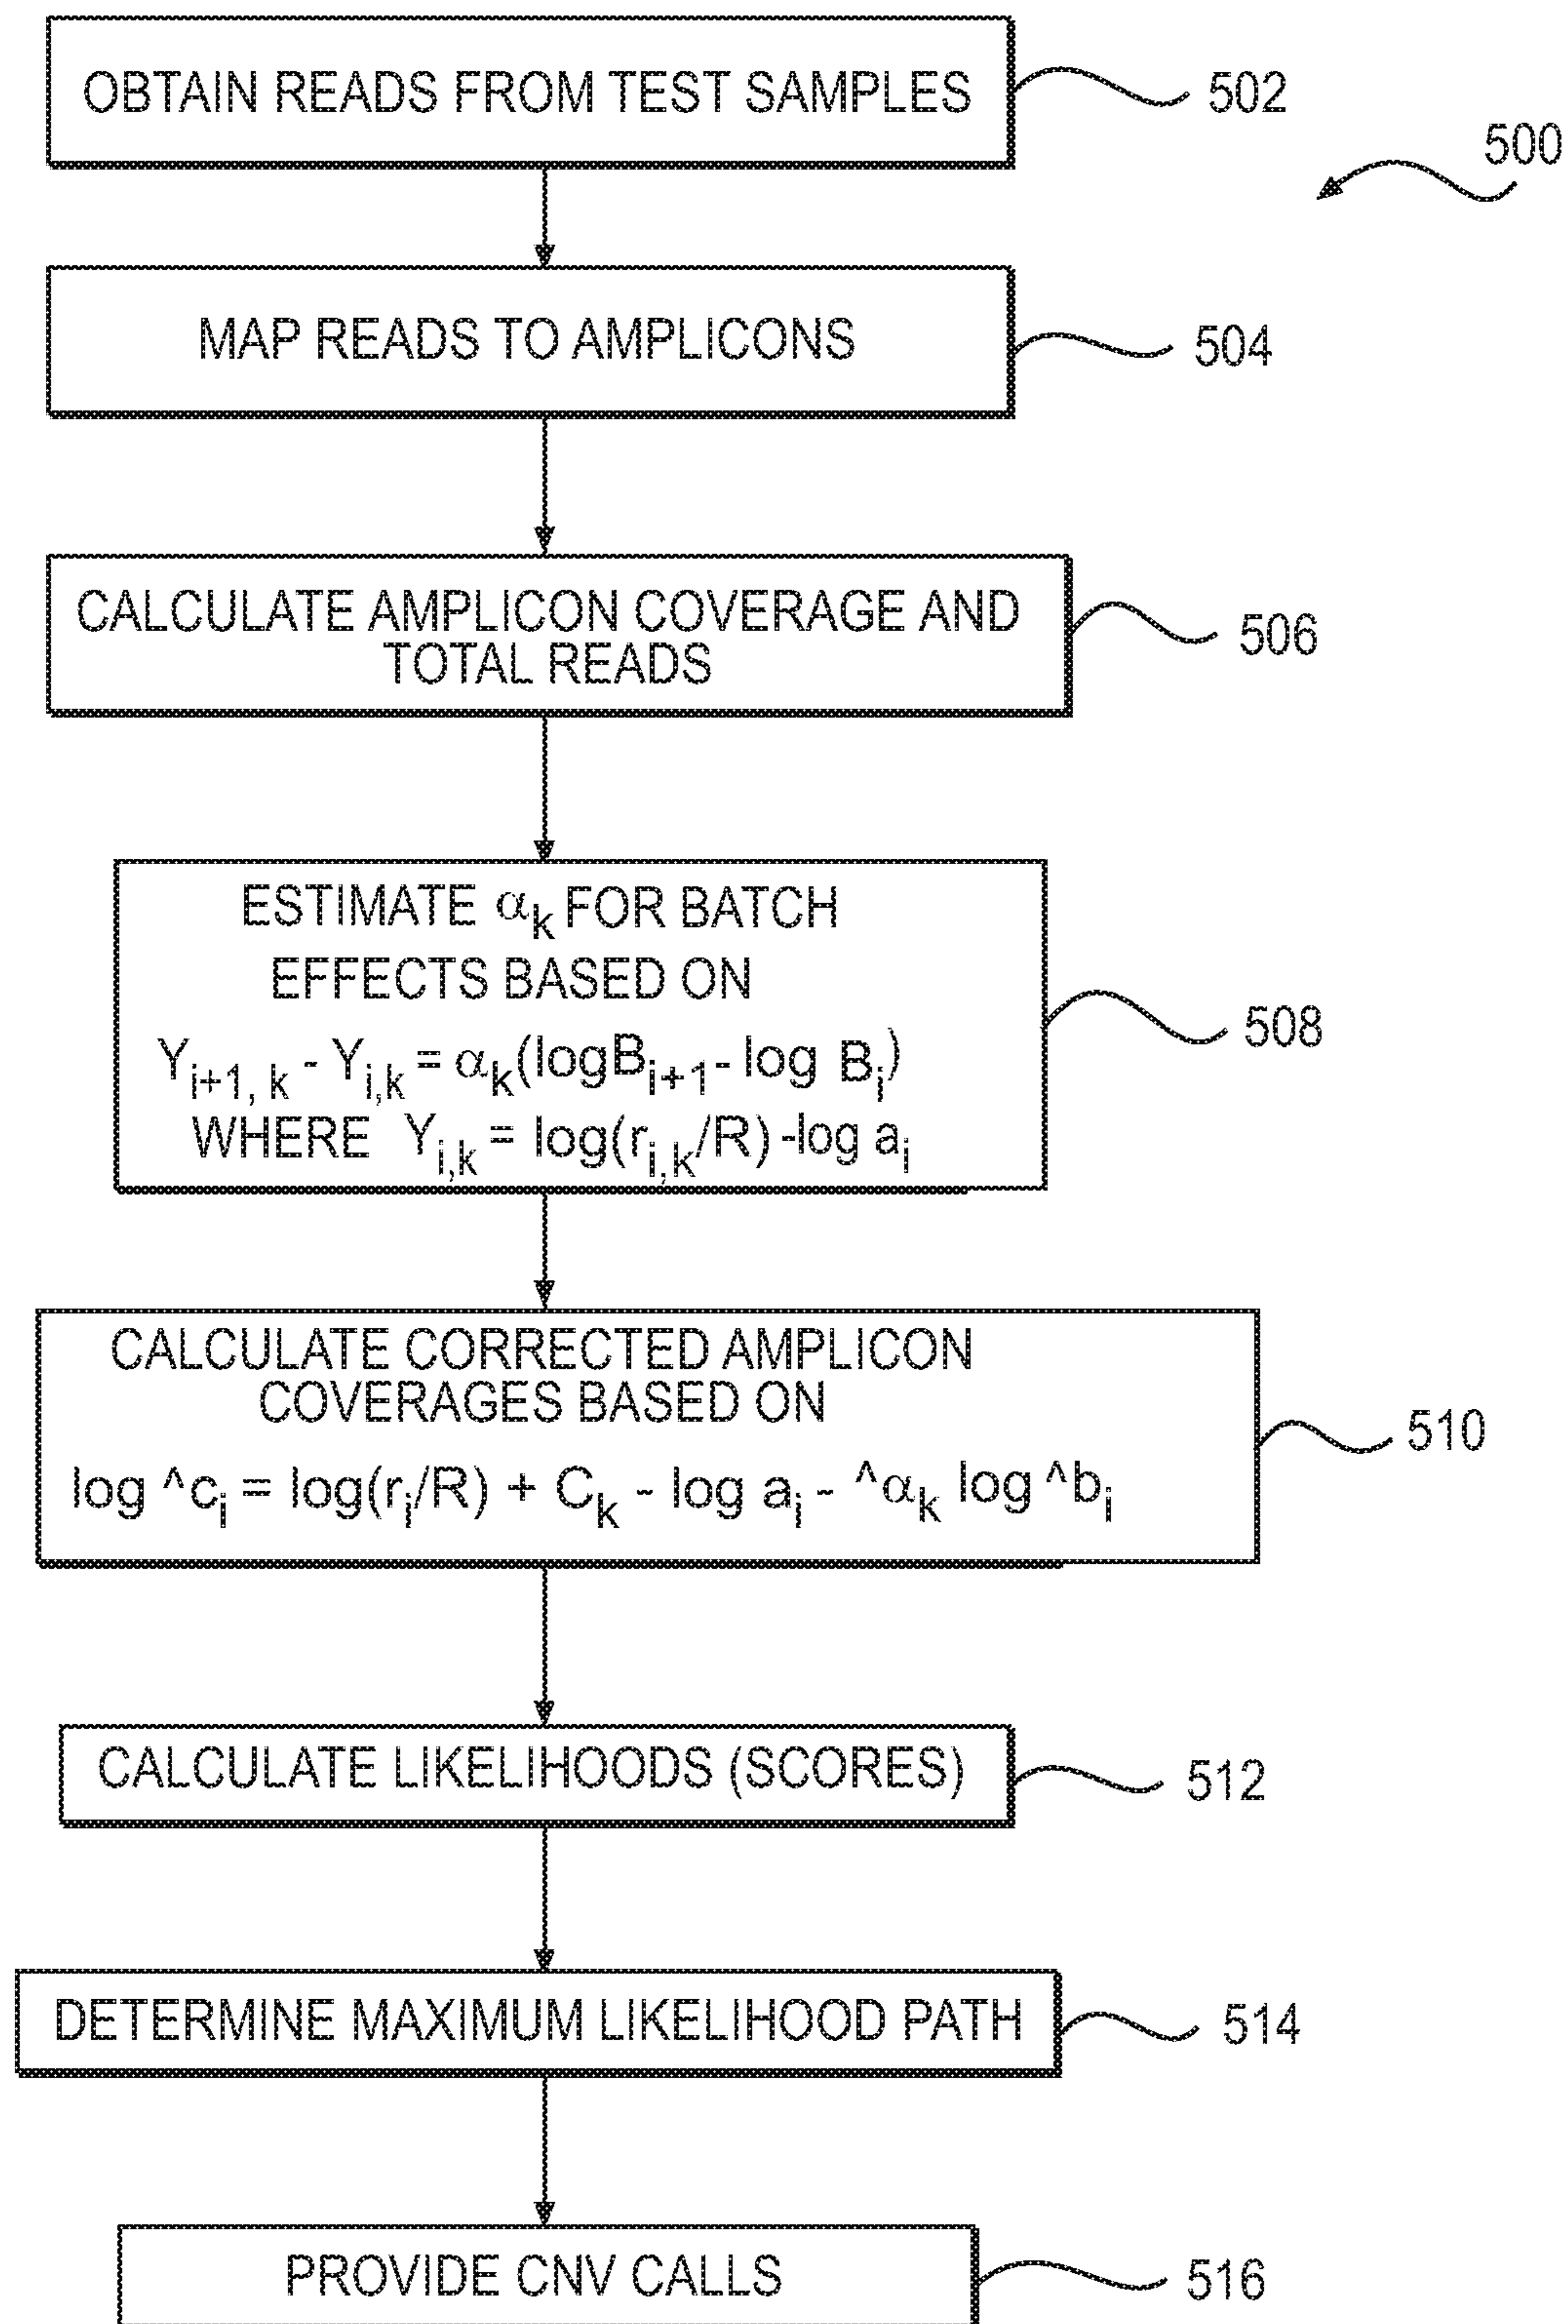 OBTAIN READS FROM TEST SAMPLES
502
500
MAP READS TO AMPLICONS
504
CALCULATE AMPLICON COVERAGE AND
TOTAL READS
506
ESTIMATE αk FOR BATCH
EFFECTS BASED ON
Yi+1, k - Yi,k = αk(logBi+1 - log Bi)
WHERE Yi,k = log(ri,k/R) -log ai
508
CALCULATE CORRECTED AMPLICON
COVERAGES BASED ON
log ^ci = log(ri/R) + Ck - log ai - ^αk log ^bi
510
CALCULATE LIKELIHOODS (SCORES)
512
DETERMINE MAXIMUM LIKELIHOOD PATH
514
PROVIDE CNV CALLS
516